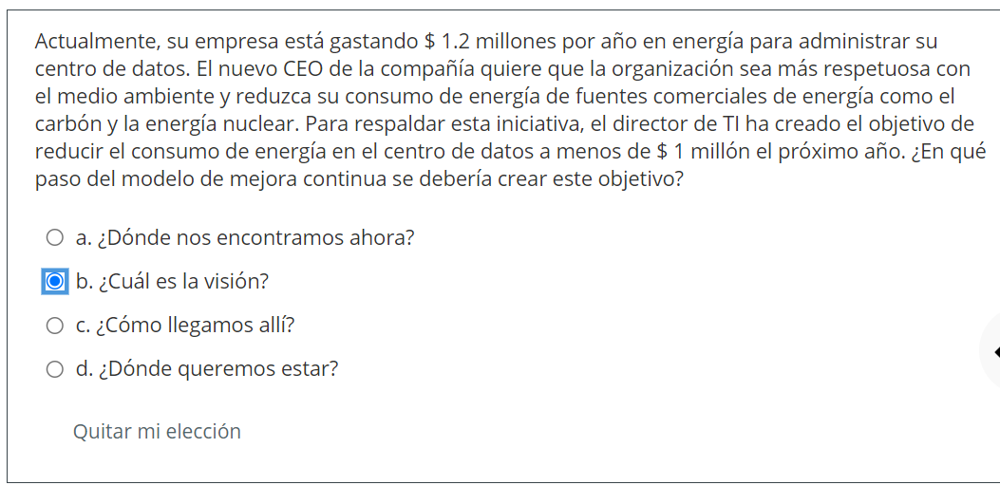 Actualmente, su empresa está gastando $ 1.2 millones por año en energía para administrar su
centro de datos. El nuevo CEO de la compañía quiere que la organización sea más respetuosa con
el medio ambiente y reduzca su consumo de energía de fuentes comerciales de energía como el
carbón y la energía nuclear. Para respaldar esta iniciativa, el director de TI ha creado el objetivo de
reducir el consumo de energía en el centro de datos a menos de $ 1 millón el próximo año. ¿En qué
paso del modelo de mejora continua se debería crear este objetivo?
a. ¿Dónde nos encontramos ahora?
b. ¿Cuál es la visión?
c. ¿Cómo llegamos allí?
d. ¿Dónde queremos estar?
Quitar mi elección